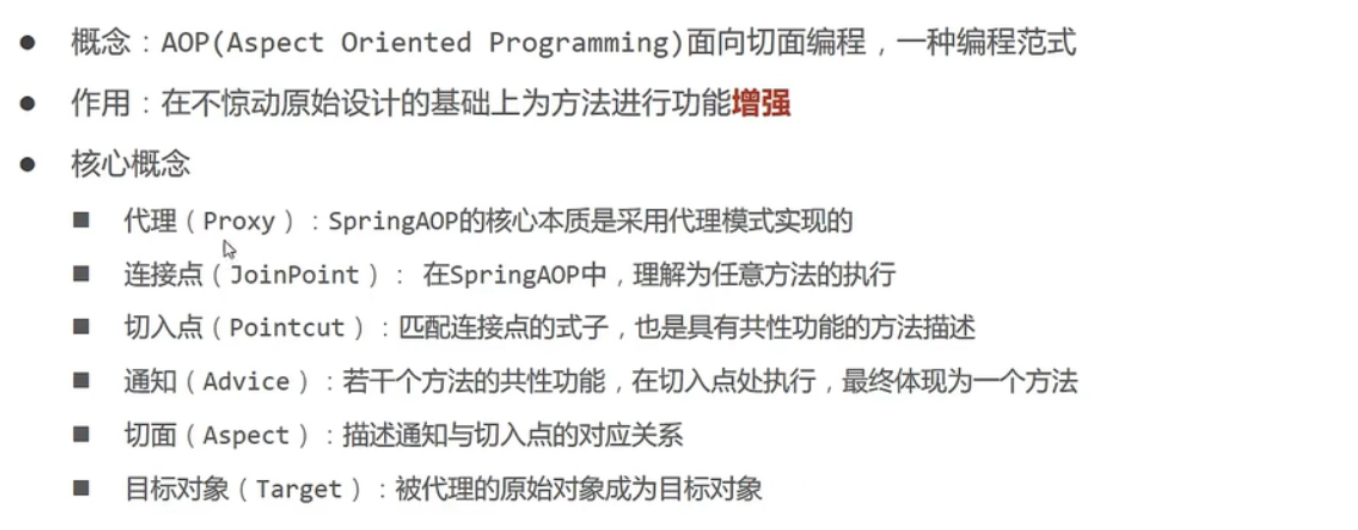 ● 概念：AOP(Aspect Oriented Programming)面向切面编程，一种编程范式
● 作用：在不惊动原始设计的基础上为方法进行功能增强
● 核心概念
■ 代理（Proxy）：SpringAOP的核心本质是采用代理模式实现的
■ 连接点（JoinPoint）： 在SpringAOP中，理解为任意方法的执行
■ 切入点（Pointcut）：匹配连接点的式子，也是具有共性功能的方法描述
■ 通知（Advice）：若干个方法的共性功能，在切入点处执行，最终体现为一个方法
■ 切面（Aspect）：描述通知与切入点的对应关系
■ 目标对象（Target）：被代理的原始对象成为目标对象